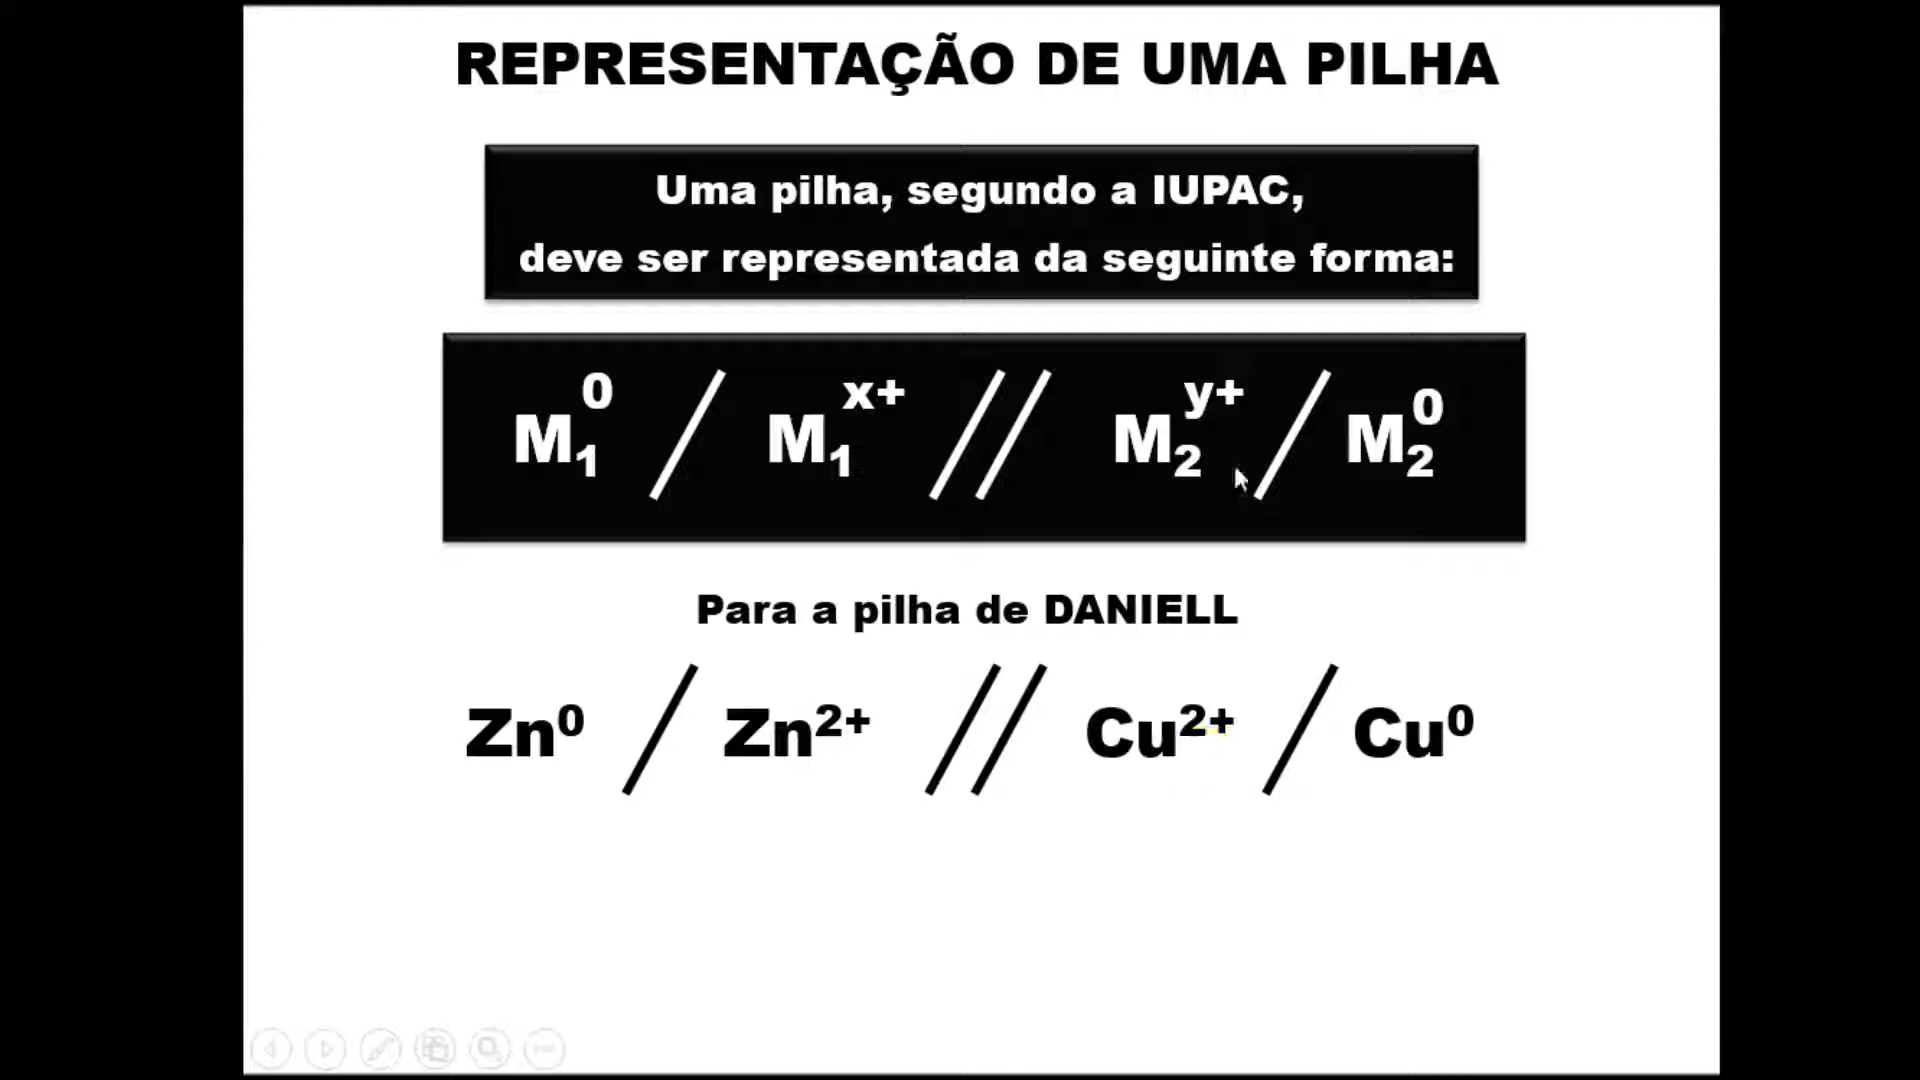 REPRESENTAÇÃO DE UMA PILHA
Uma pilha, segundo a IUPAC,
deve ser representada da seguinte forma:
M₁⁰ / M₁ˣ⁺ // M₂ʸ⁺ / M₂⁰
Para a pilha de DANIELL
Zn⁰ / Zn²⁺ // Cu²⁺ / Cu⁰